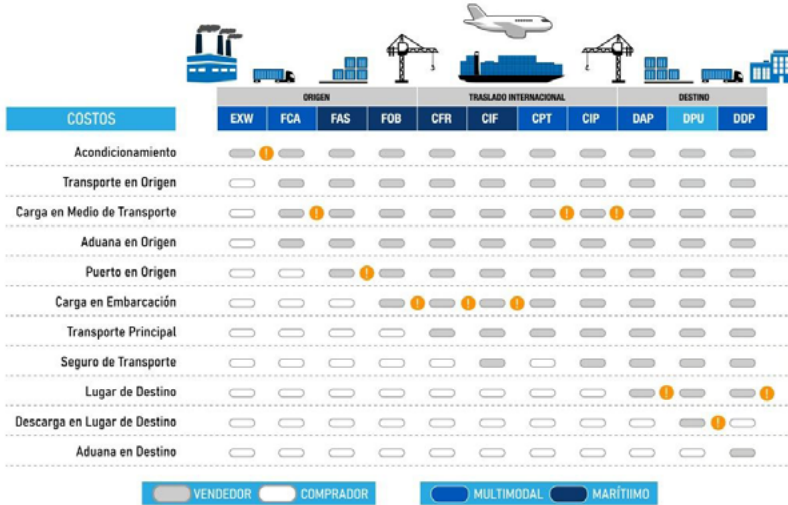 ORIGEN TRASLADO INTERNACIONAL DESTINO
COSTOS EXW FCA FAS FOB CFR CIF CPT CIP DAP DPU DDP
Acondicionamiento !
Transporte en Origen
Carga en Medio de Transporte ! ! !
Aduana en Origen
Puerto en Origen !
Carga en Embarcación ! ! !
Transporte Principal
Seguro de Transporte
Lugar de Destino ! !
Descarga en Lugar de Destino !
Aduana en Destino
VENDEDOR COMPRADOR MULTIMODAL MARÍTIIMO